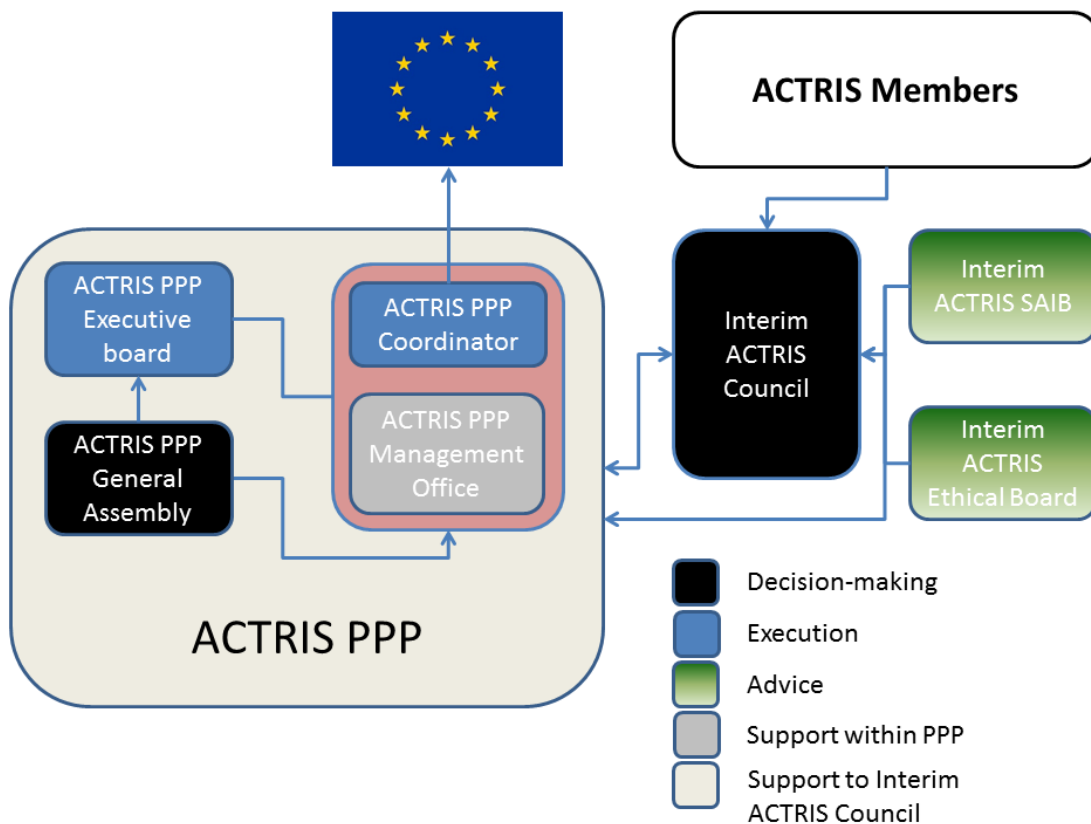 ACTRIS Members
ACTRIS PPP
Executive
board
ACTRIS PPP
Coordinator
ACTRIS PPP
General
Assembly
ACTRIS PPP
Management
Office
ACTRIS PPP
Interim
ACTRIS
Council
Interim
ACTRIS SAIB
Interim
ACTRIS
Ethical Board
Decision-making
Execution
Advice
Support within PPP
Support to Interim
ACTRIS Council